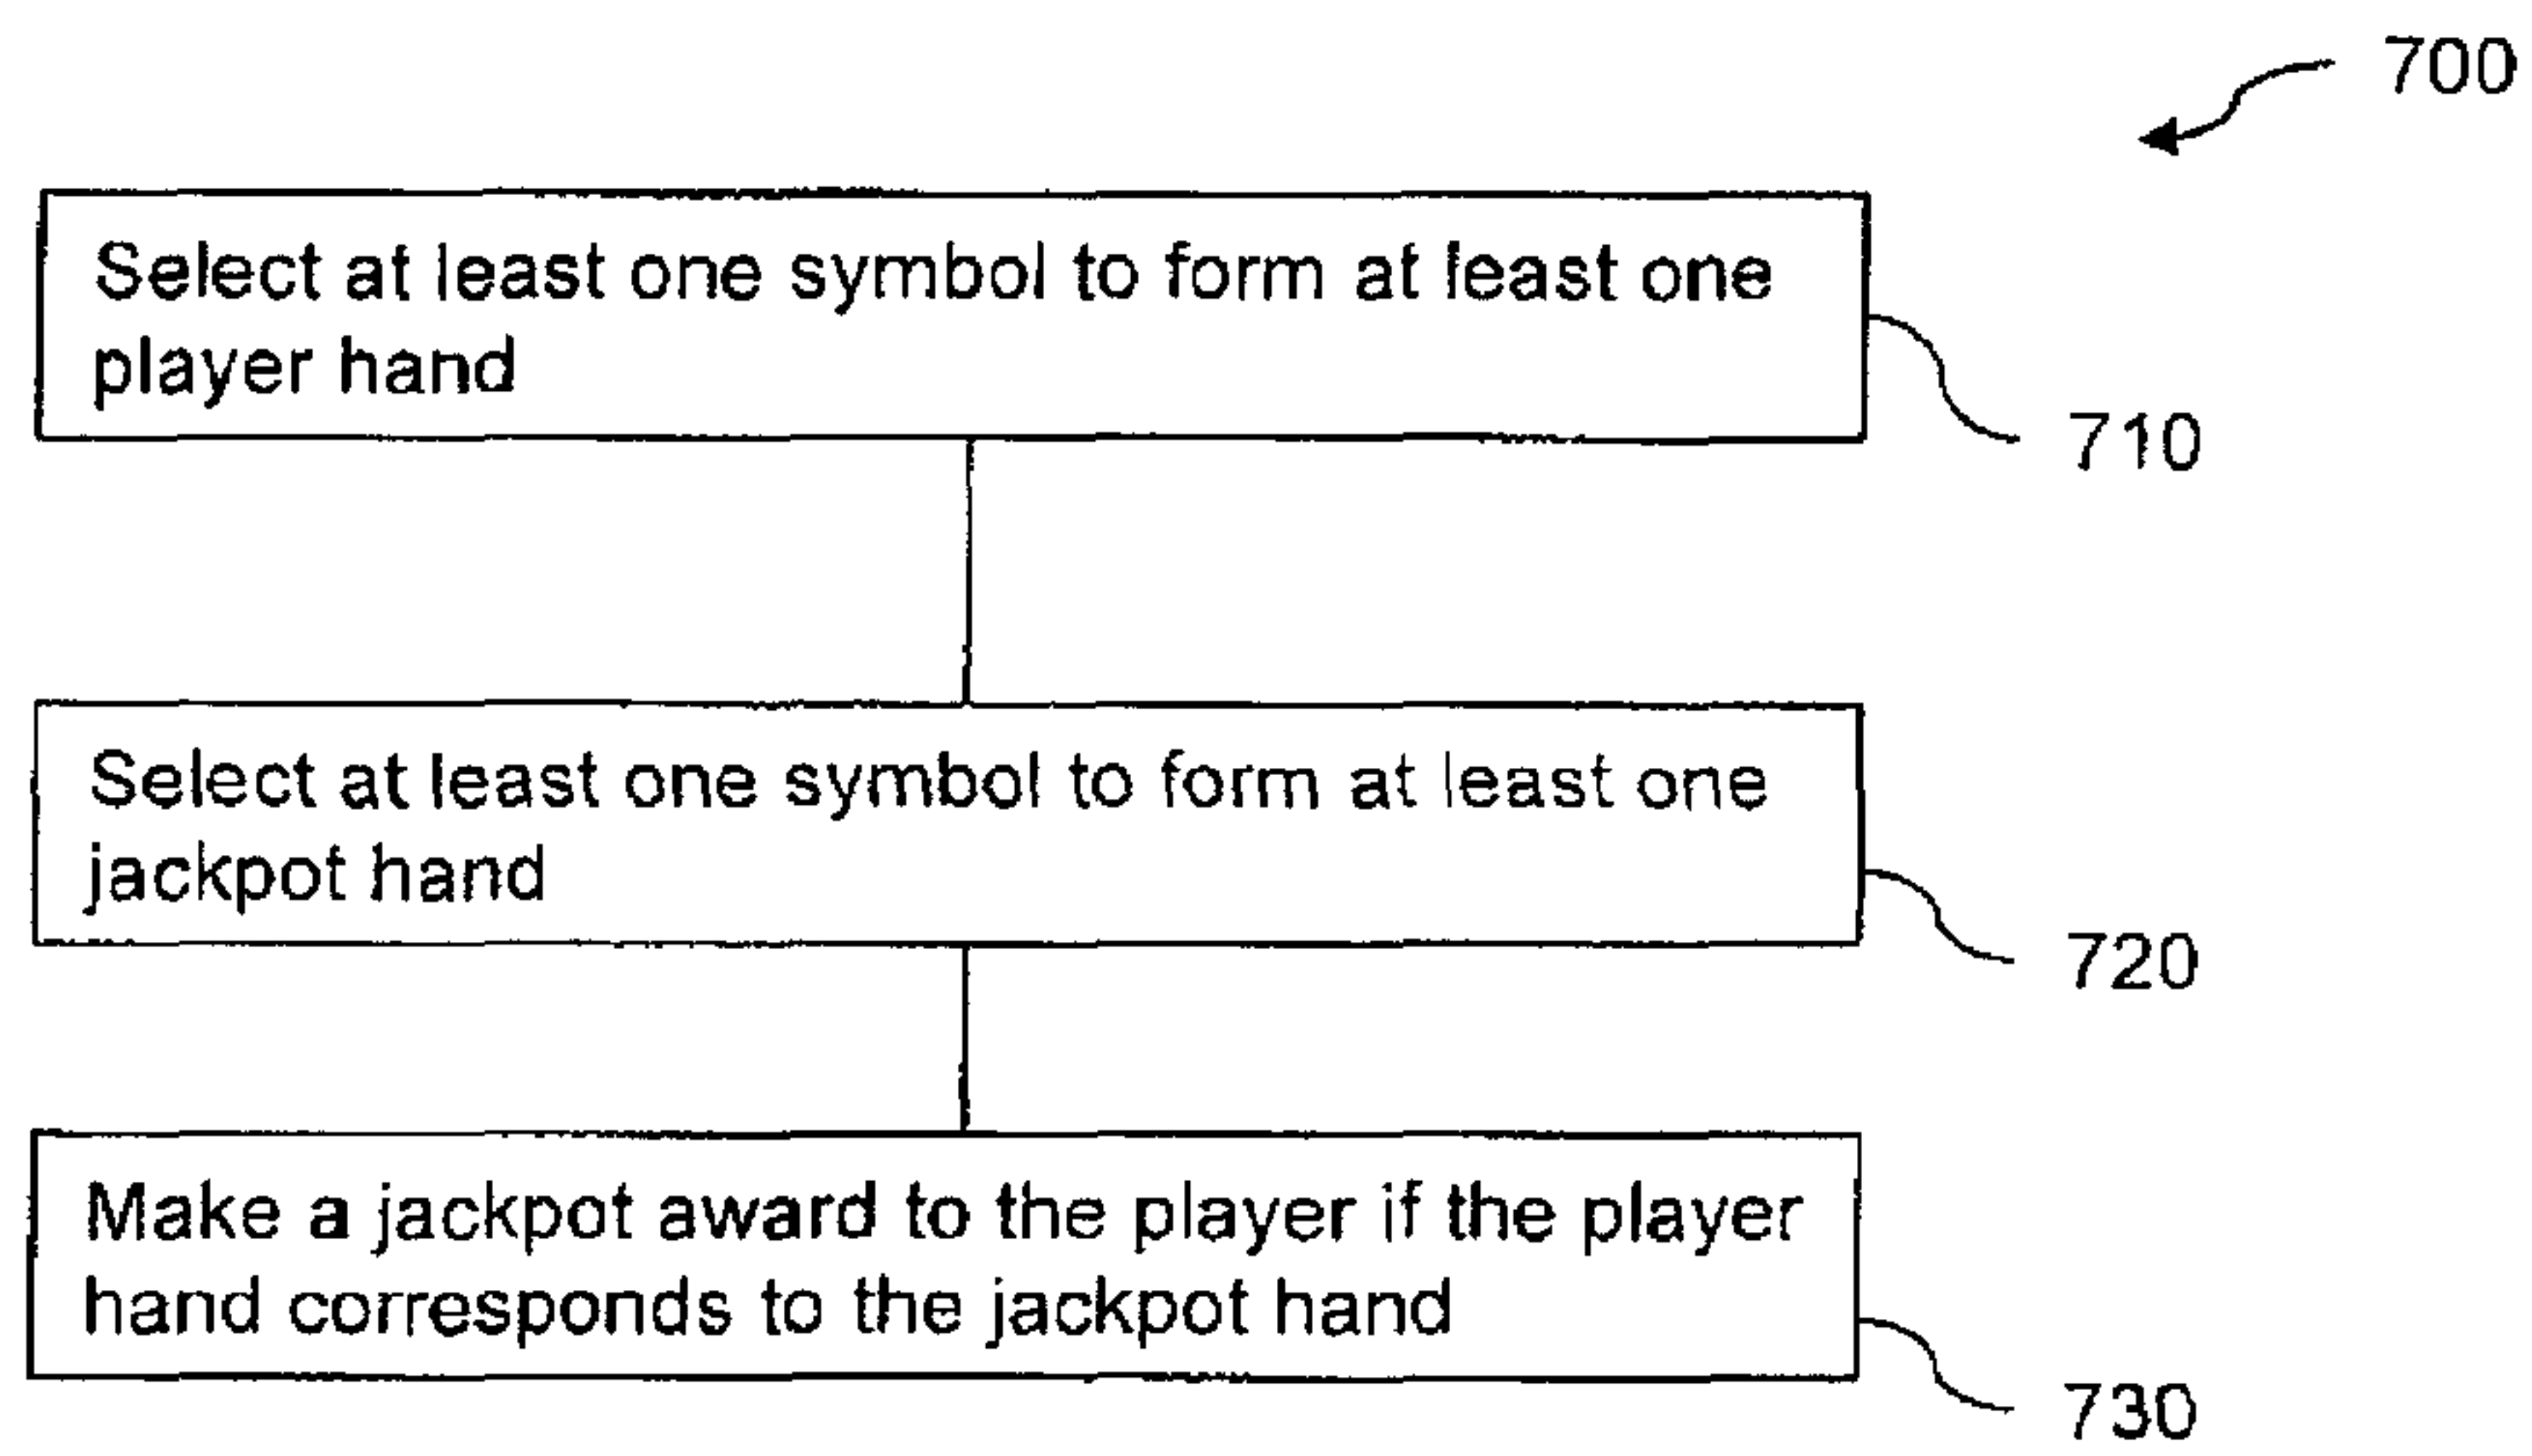 700
Select at least one symbol to form at least one
player hand
710
Select at least one symbol to form at least one
jackpot hand
720
Make a jackpot award to the player if the player
hand corresponds to the jackpot hand
730